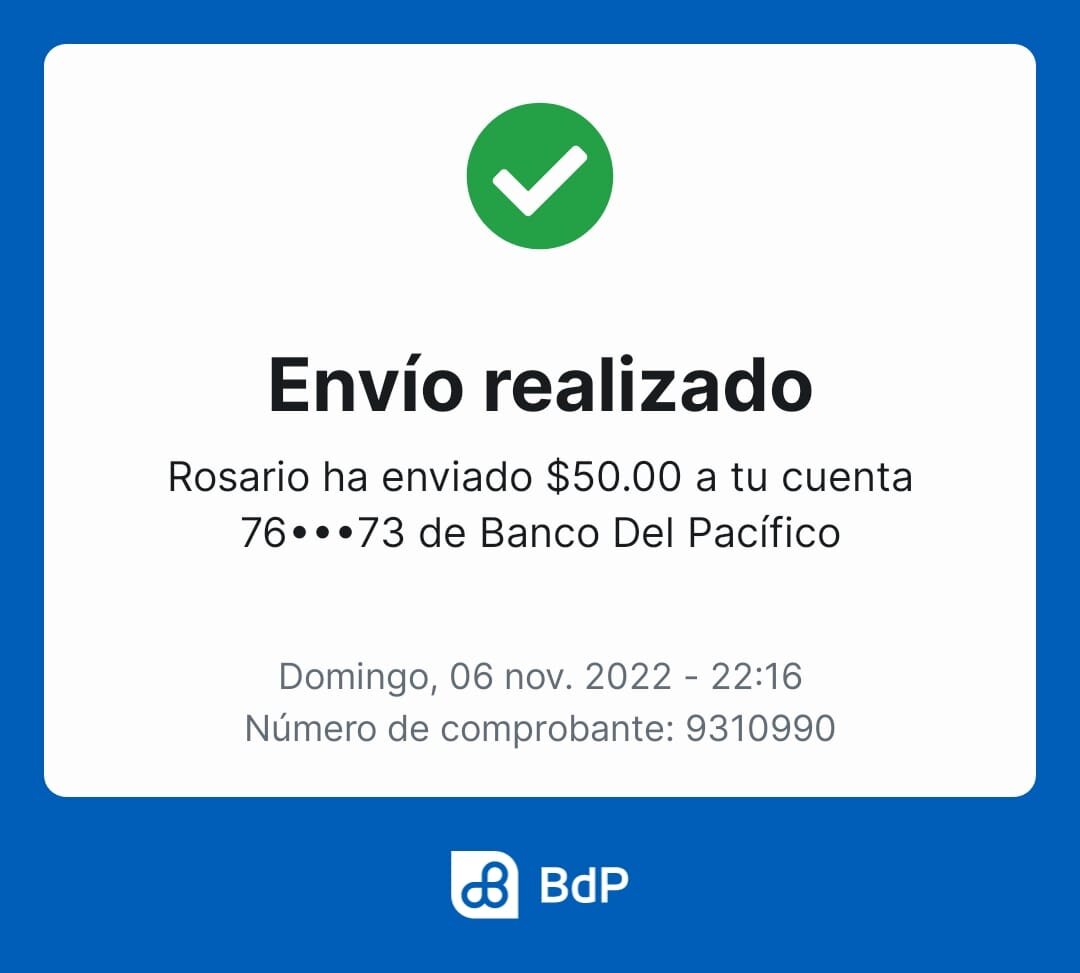 Envío realizado
Rosario ha enviado $50.00 a tu cuenta
76•••73 de Banco Del Pacífico
Domingo, 06 nov. 2022 - 22:16
Número de comprobante: 9310990
BdP